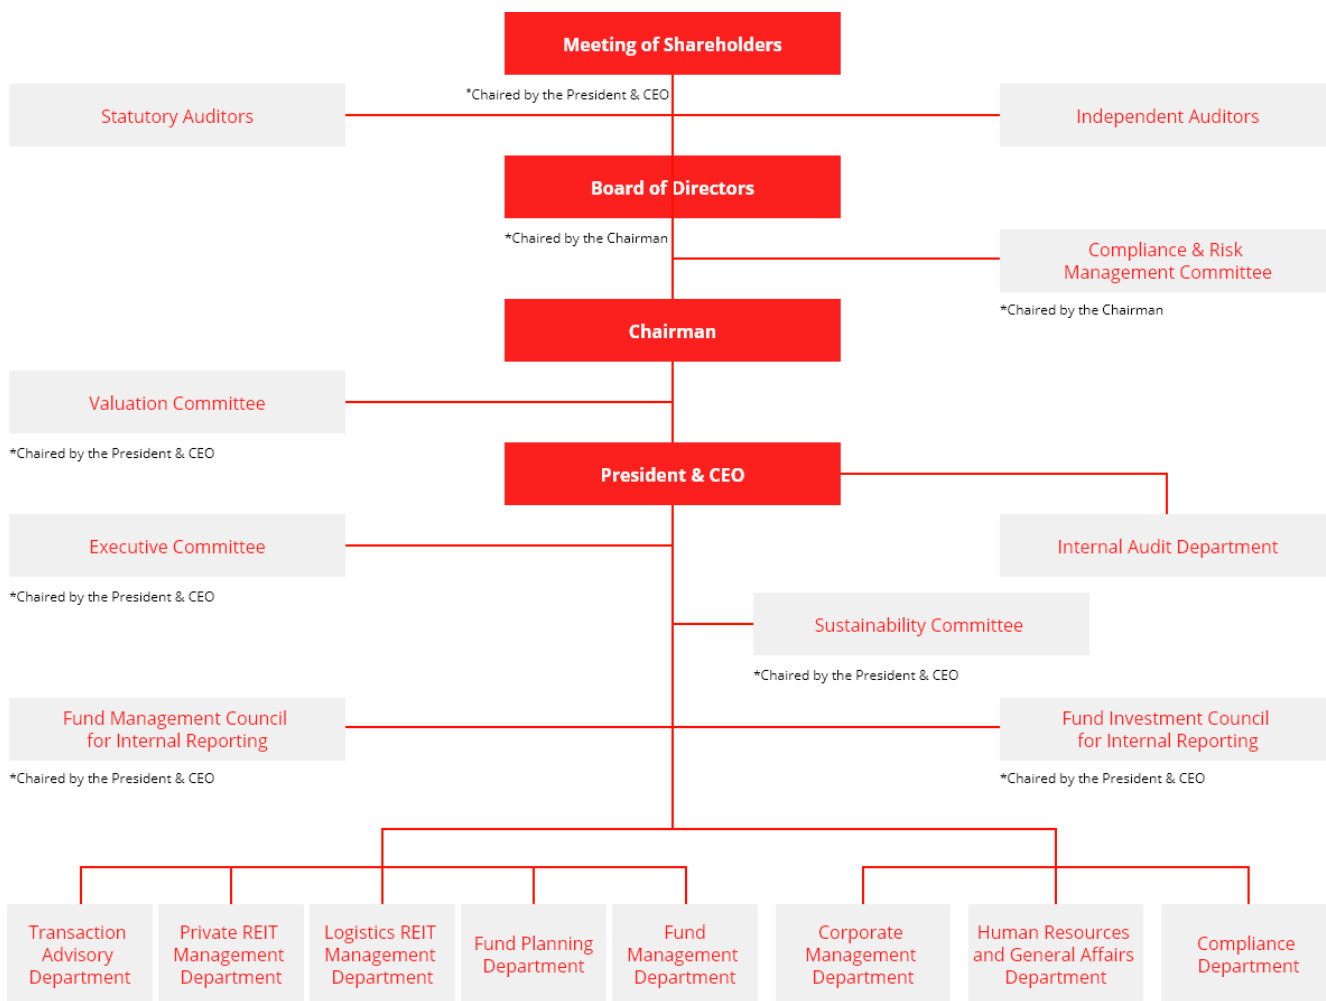 Meeting of Shareholders
*Chaired by the President & CEO
Statutory Auditors
Independent Auditors
Board of Directors
*Chaired by the Chairman
Compliance & Risk
Management Committee
*Chaired by the Chairman
Chairman
Valuation Committee
*Chaired by the President & CEO
President & CEO
Executive Committee
*Chaired by the President & CEO
Internal Audit Department
Sustainability Committee
*Chaired by the President & CEO
Fund Management Council
for Internal Reporting
*Chaired by the President & CEO
Fund Investment Council
for Internal Reporting
*Chaired by the President & CEO
Transaction
Advisory
Department
Private REIT
Management
Department
Logistics REIT
Management
Department
Fund Planning
Department
Fund
Management
Department
Corporate
Management
Department
Human Resources
and General Affairs
Department
Compliance
Department